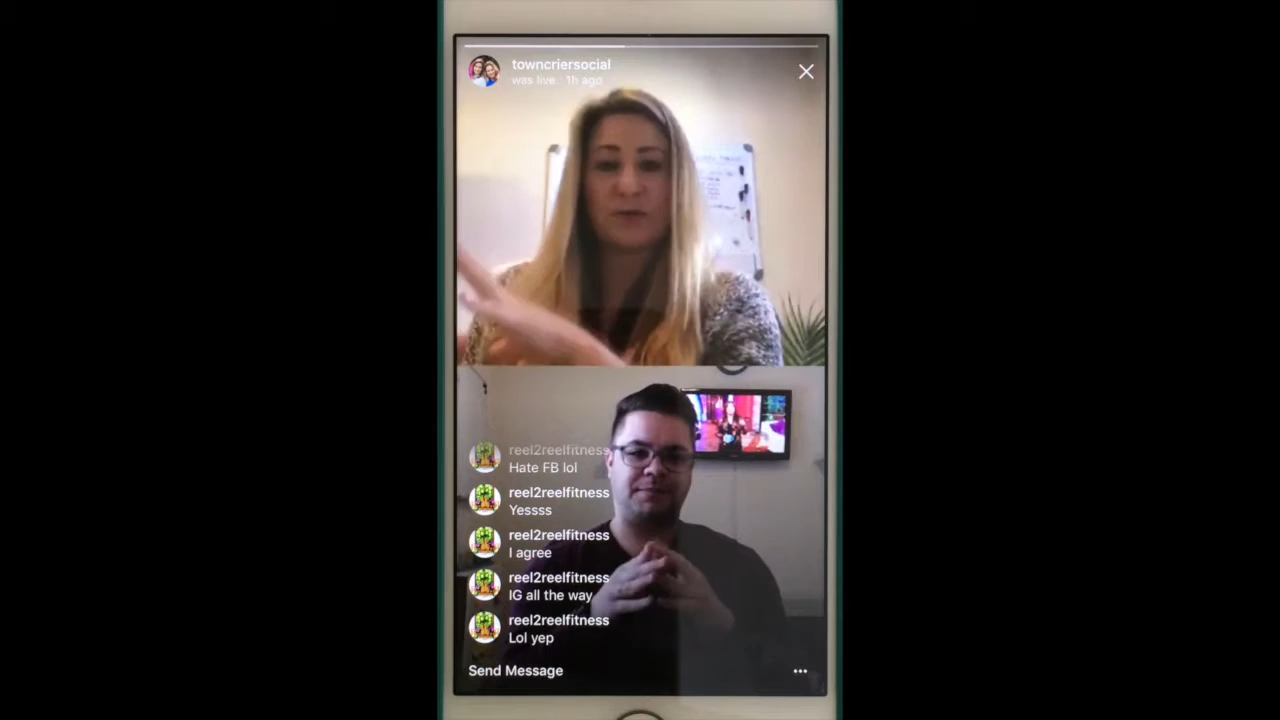 towncriersocial
was live. 1h ago
reel2reelfitness
Hate FB lol
reel2reelfitness
Yessss
reel2reelfitness
I agree
reel2reelfitness
IG all the way
reel2reelfitness
Lol yep
Send Message